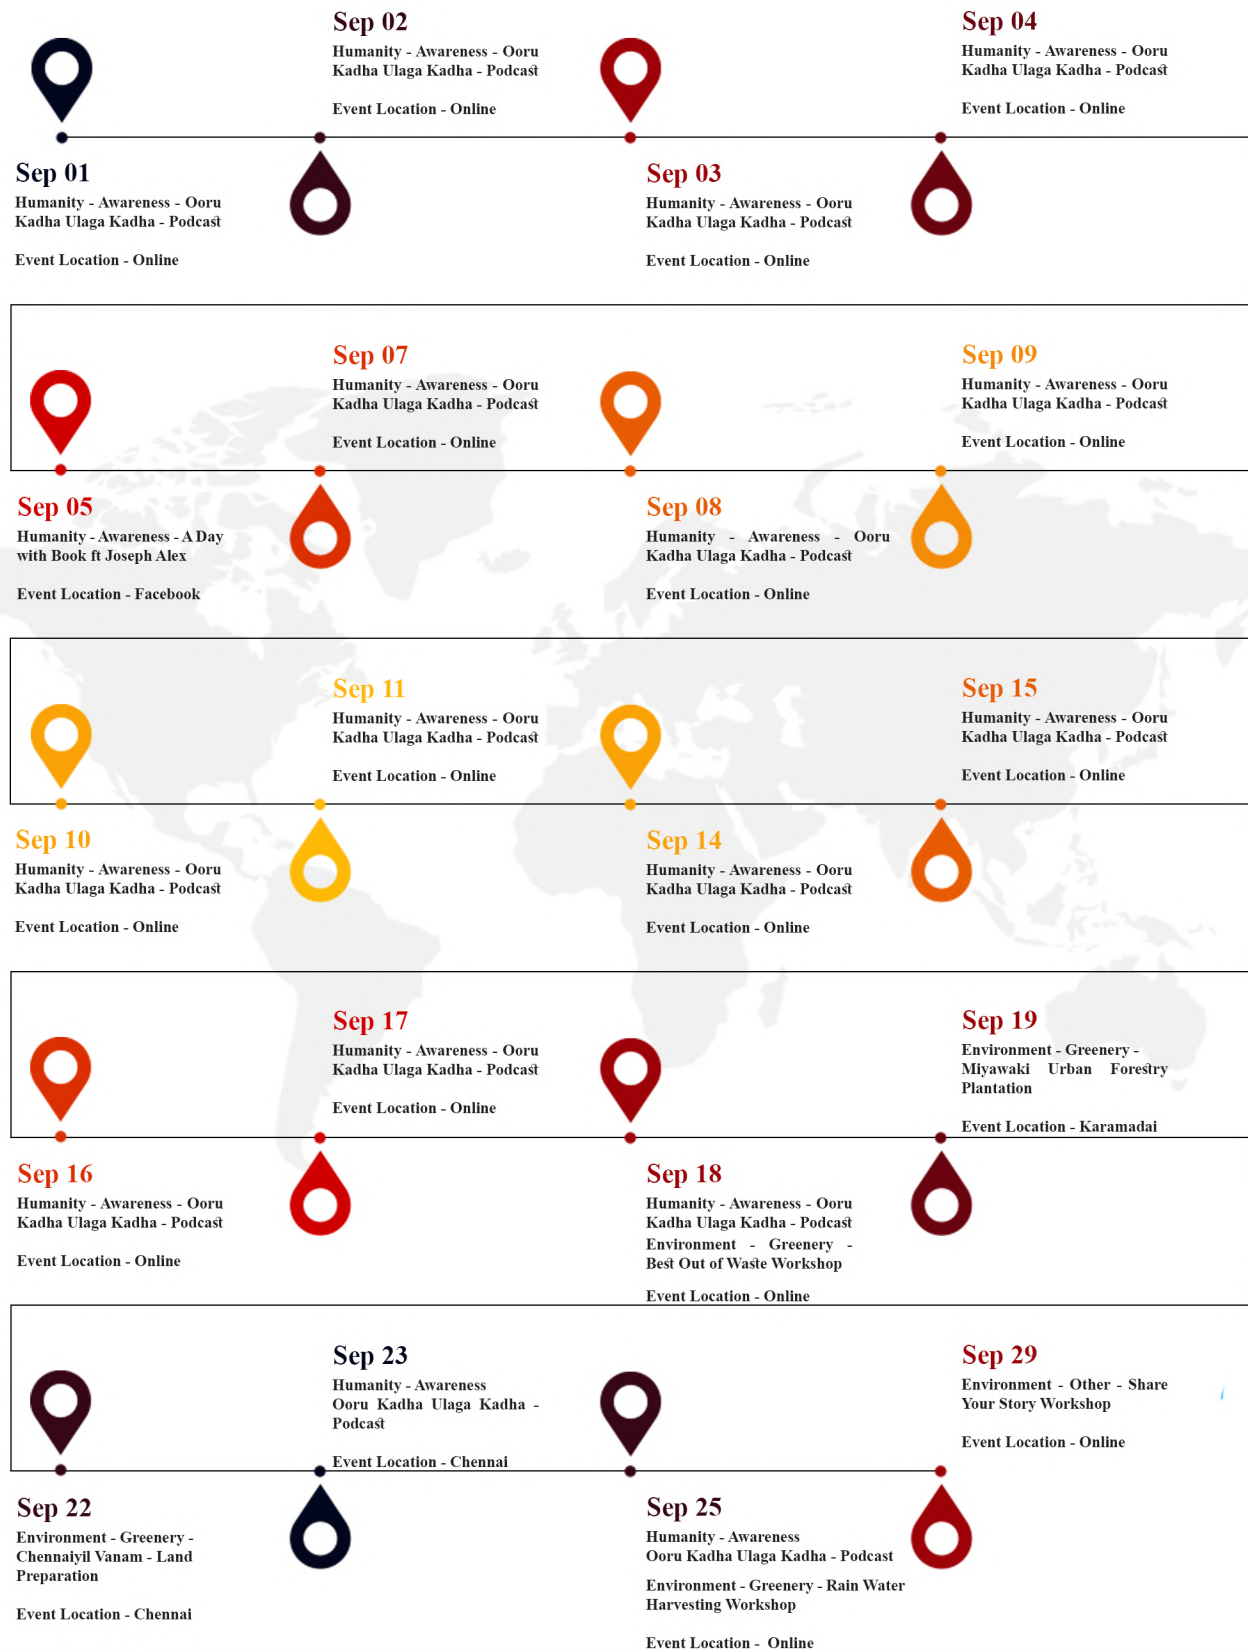 Sep 01
Humanity - Awareness - Ooru
Kadha Ulaga Kadha - Podcast
Event Location - Online
Sep 02
Humanity - Awareness - Ooru
Kadha Ulaga Kadha - Podcast
Event Location - Online
Sep 03
Humanity - Awareness - Ooru
Kadha Ulaga Kadha - Podcast
Event Location - Online
Sep 04
Humanity - Awareness - Ooru
Kadha Ulaga Kadha - Podcast
Event Location - Online
Sep 05
Humanity - Awareness - A Day
with Book ft Joseph Alex
Event Location - Facebook
Sep 07
Humanity - Awareness - Ooru
Kadha Ulaga Kadha - Podcast
Event Location - Online
Sep 08
Humanity - Awareness - Ooru
Kadha Ulaga Kadha - Podcast
Event Location - Online
Sep 09
Humanity - Awareness - Ooru
Kadha Ulaga Kadha - Podcast
Event Location - Online
Sep 10
Humanity - Awareness - Ooru
Kadha Ulaga Kadha - Podcast
Event Location - Online
Sep 11
Humanity - Awareness - Ooru
Kadha Ulaga Kadha - Podcast
Event Location - Online
Sep 14
Humanity - Awareness - Ooru
Kadha Ulaga Kadha - Podcast
Event Location - Online
Sep 15
Humanity - Awareness - Ooru
Kadha Ulaga Kadha - Podcast
Event Location - Online
Sep 16
Humanity - Awareness - Ooru
Kadha Ulaga Kadha - Podcast
Event Location - Online
Sep 17
Humanity - Awareness - Ooru
Kadha Ulaga Kadha - Podcast
Event Location - Online
Sep 18
Humanity - Awareness - Ooru
Kadha Ulaga Kadha - Podcast
Environment - Greenery -
Best Out of Waste Workshop
Event Location - Online
Sep 19
Environment - Greenery -
Miyawaki Urban Forestry
Plantation
Event Location - Karamadai
Sep 22
Environment - Greenery -
Chennaiyil Vanam - Land
Preparation
Event Location - Chennai
Sep 23
Humanity - Awareness
Ooru Kadha Ulaga Kadha -
Podcast
Event Location - Chennai
Sep 25
Humanity - Awareness
Ooru Kadha Ulaga Kadha - Podcast
Environment - Greenery - Rain Water
Harvesting Workshop
Event Location - Online
Sep 29
Environment - Other - Share
Your Story Workshop
Event Location - Online